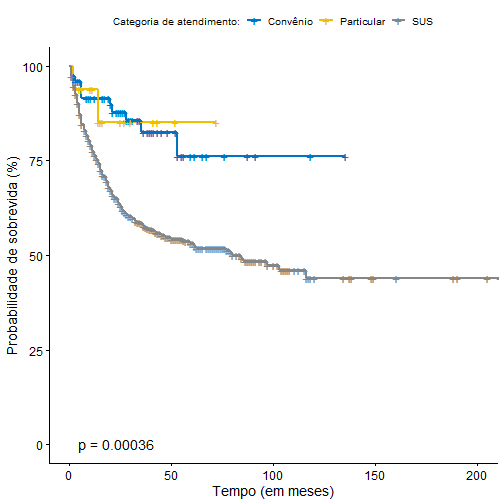 Categoria de atendimento: Convênio Particular SUS
Probabilidade de sobrevida (%)
100
75
50
25
0
p = 0.00036
0 50 100 150 200
Tempo (em meses)